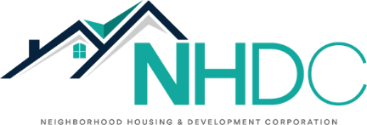 NHDC
NEIGHBORHOOD HOUSING & DEVELOPMENT CORPORATION